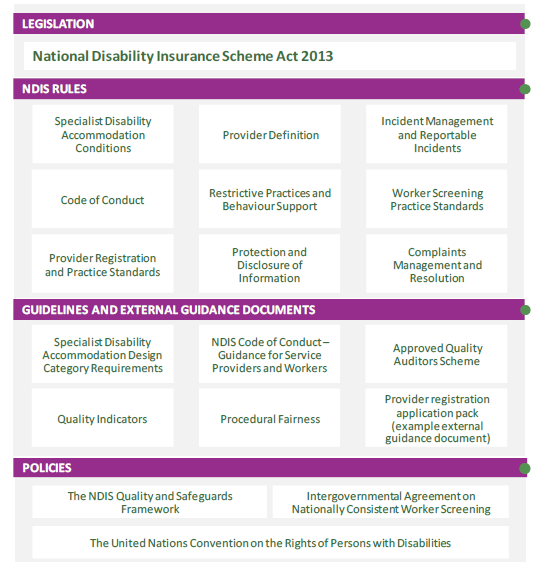 LEGISLATION
National Disability Insurance Scheme Act 2013
NDIS RULES
Specialist Disability
Accommodation
Conditions
Provider Definition
Incident Management
and Reportable
Incidents
Code of Conduct
Restrictive Practices and
Behaviour Support
Worker Screening
Practice Standards
Provider Registration
and Practice Standards
Protection and
Disclosure of
Information
Complaints
Management and
Resolution
GUIDELINES AND EXTERNAL GUIDANCE DOCUMENTS
Specialist Disability
Accommodation Design
Category Requirements
NDIS Code of Conduct –
Guidance for Service
Providers and Workers
Approved Quality
Auditors Scheme
Quality Indicators
Procedural Fairness
Provider registration
application pack
(example external
guidance document)
POLICIES
The NDIS Quality and Safeguards
Framework
Intergovernmental Agreement on
Nationally Consistent Worker Screening
The United Nations Convention on the Rights of Persons with Disabilities